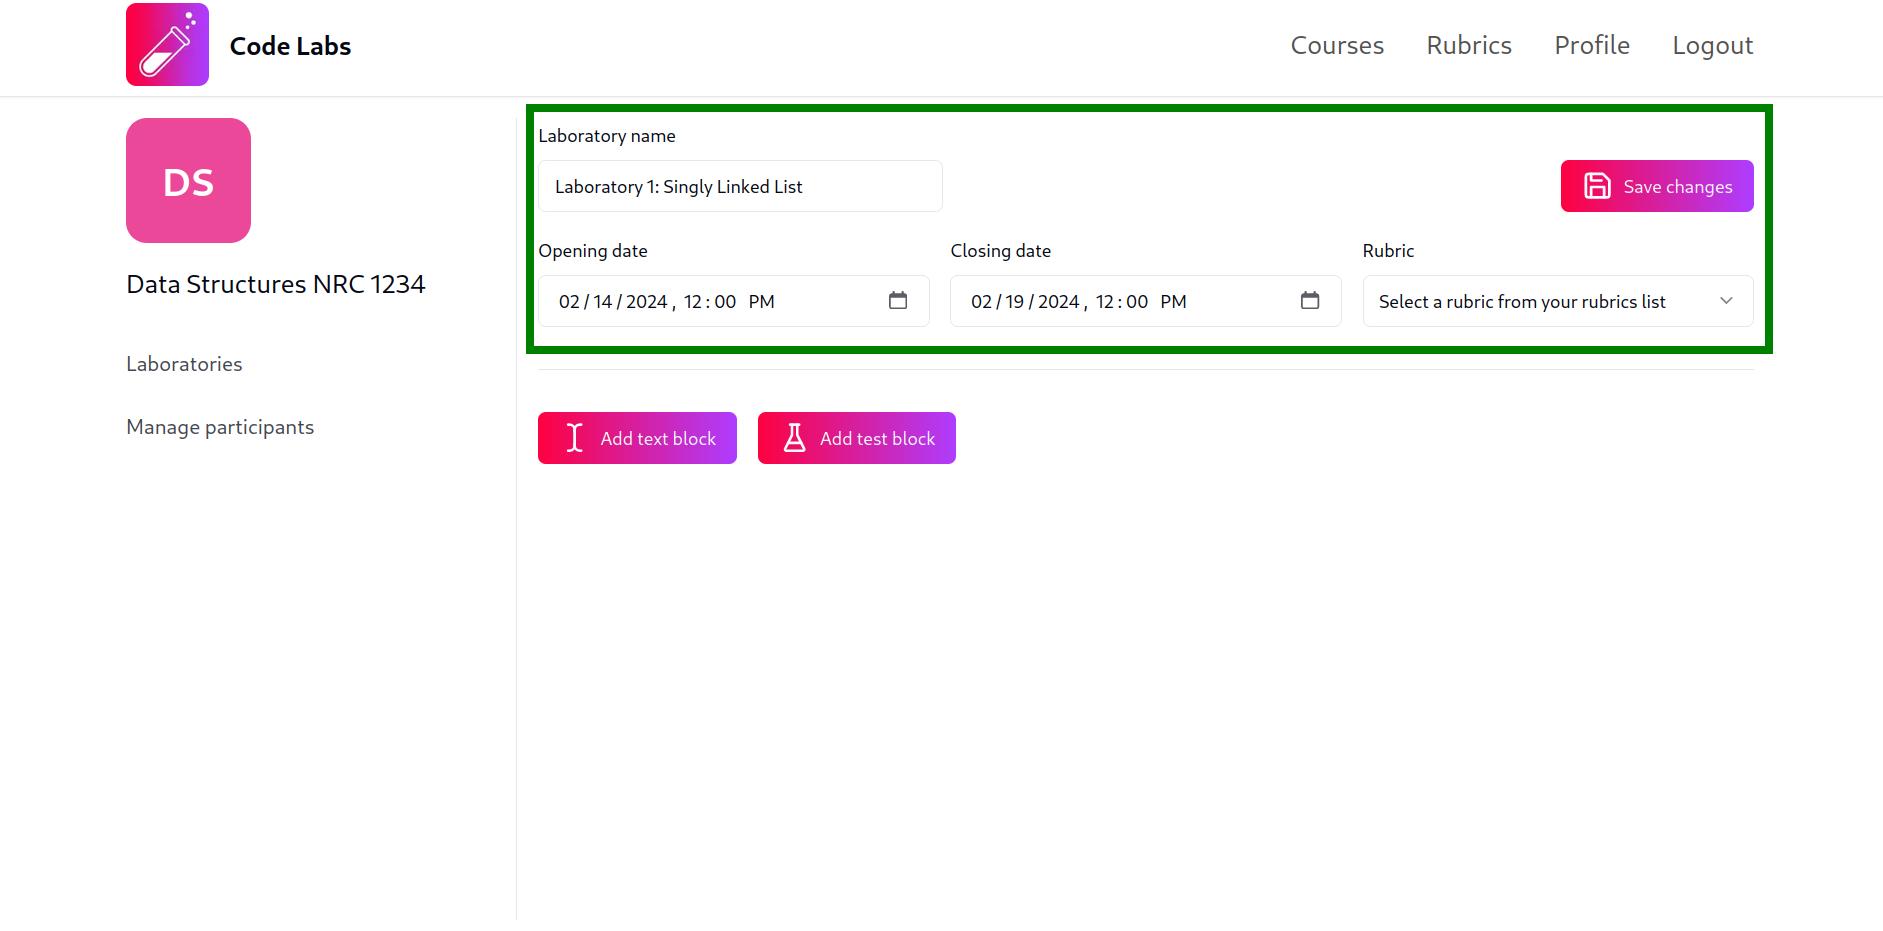 Code Labs
Courses Rubrics Profile Logout
DS
Data Structures NRC 1234
Laboratories
Manage participants
Laboratory name
Laboratory 1: Singly Linked List
Save changes
Opening date Closing date Rubric
02/14/2024, 12:00 PM 02/19/2024, 12:00 PM Select a rubric from your rubrics list
Add text block Add test block